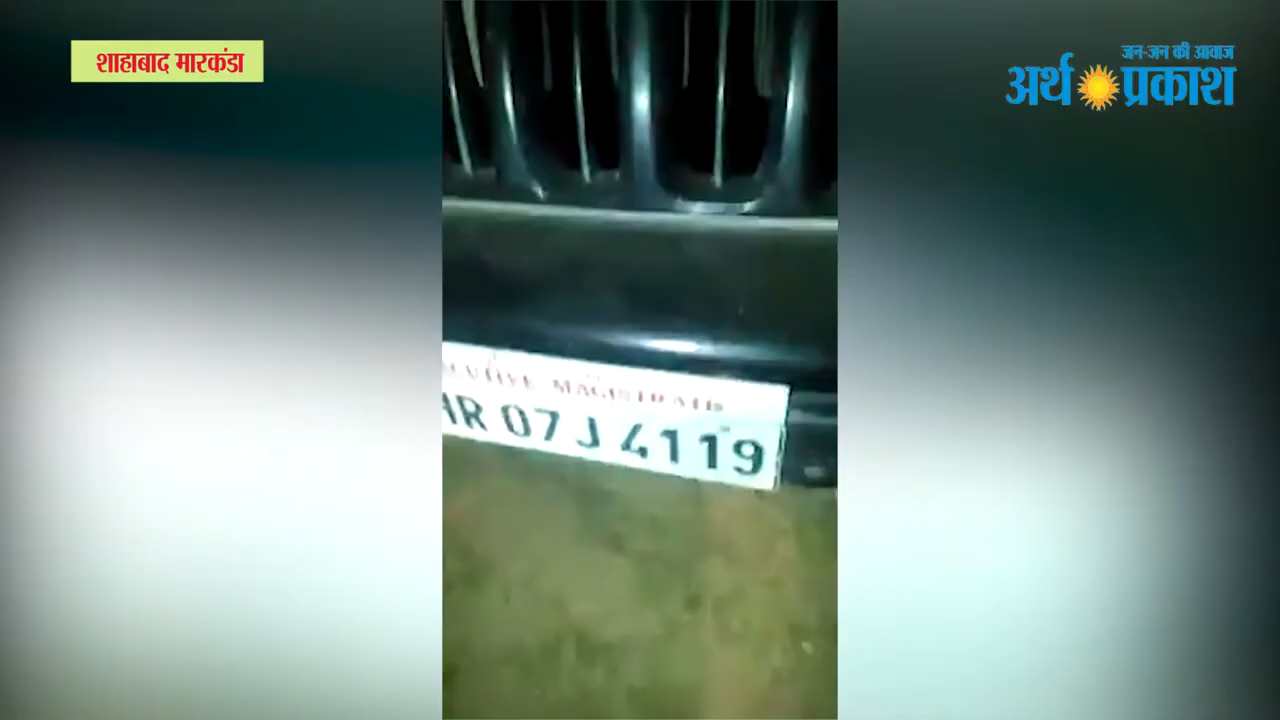 शाहाबाद मारकंडा
जन-जन की आवाज
अर्थ प्रकाश
MAGISTRATE
HR 07 J 4119